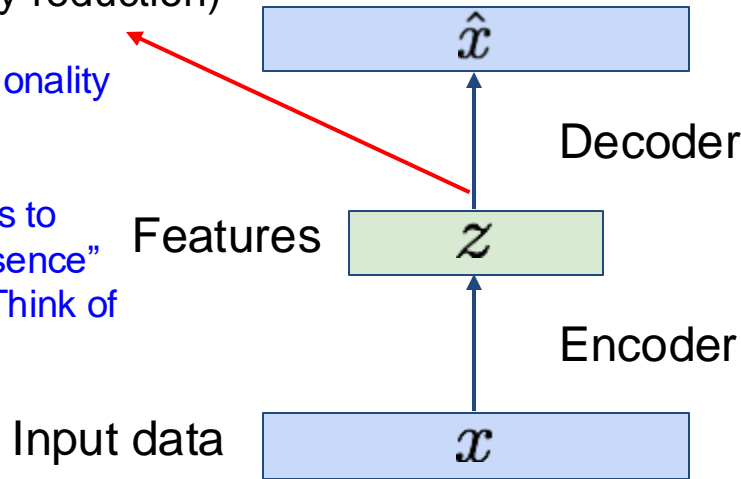 y reduction)
onality
s to
sence”
Think of
x̂
Decoder
Features
z
Encoder
Input data
x